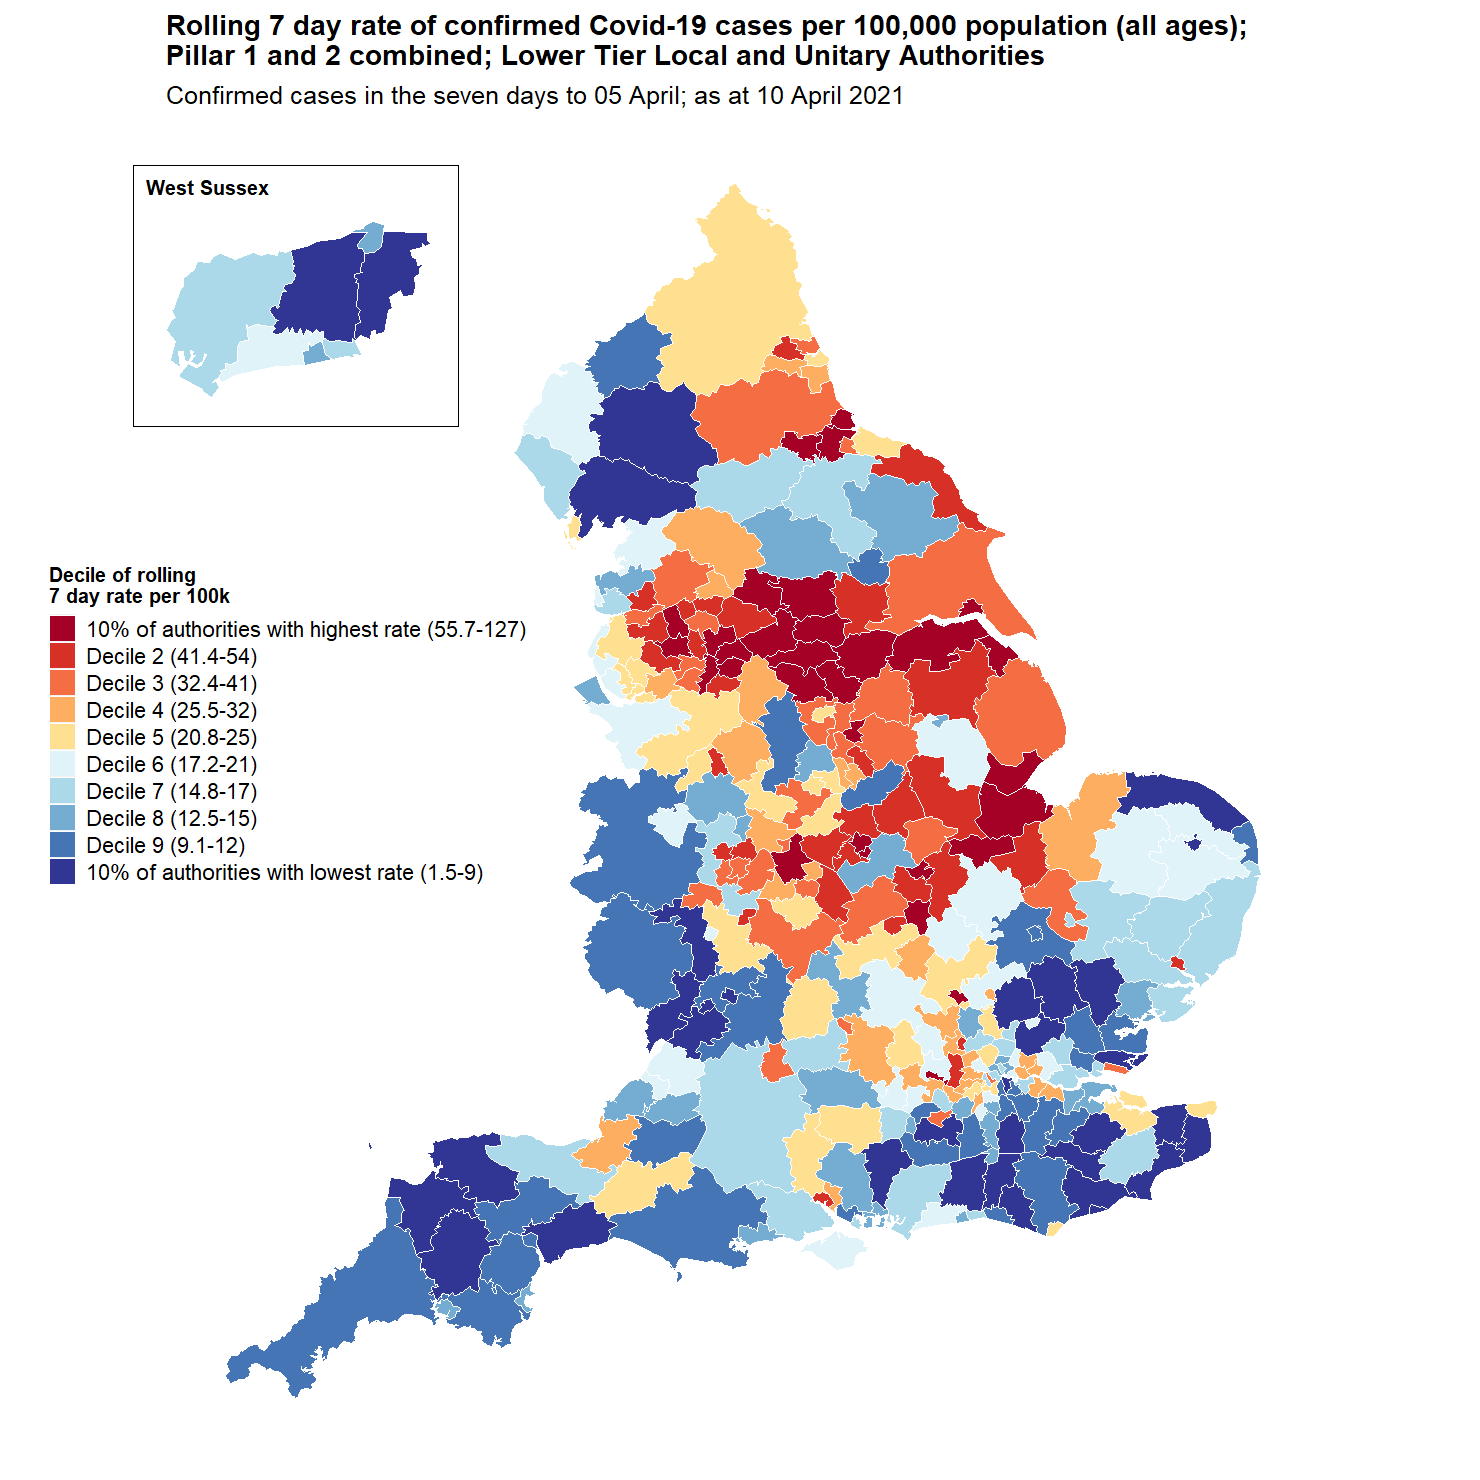 Rolling 7 day rate of confirmed Covid-19 cases per 100,000 population (all ages);
Pillar 1 and 2 combined; Lower Tier Local and Unitary Authorities
Confirmed cases in the seven days to 05 April; as at 10 April 2021
West Sussex
Decile of rolling
7 day rate per 100k
10% of authorities with highest rate (55.7-127)
Decile 2 (41.4-54)
Decile 3 (32.4-41)
Decile 4 (25.5-32)
Decile 5 (20.8-25)
Decile 6 (17.2-21)
Decile 7 (14.8-17)
Decile 8 (12.5-15)
Decile 9 (9.1-12)
10% of authorities with lowest rate (1.5-9)